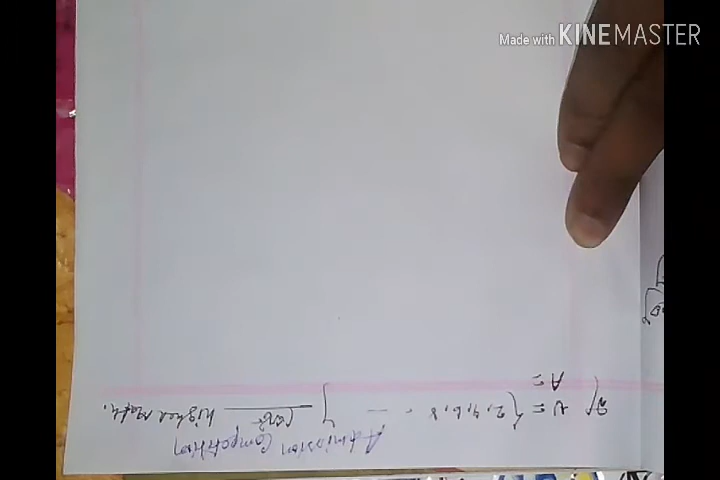 Made with KINEMASTER
Admission Competition
U = { 2, 4, 6, 8 . - } higher math.
A =